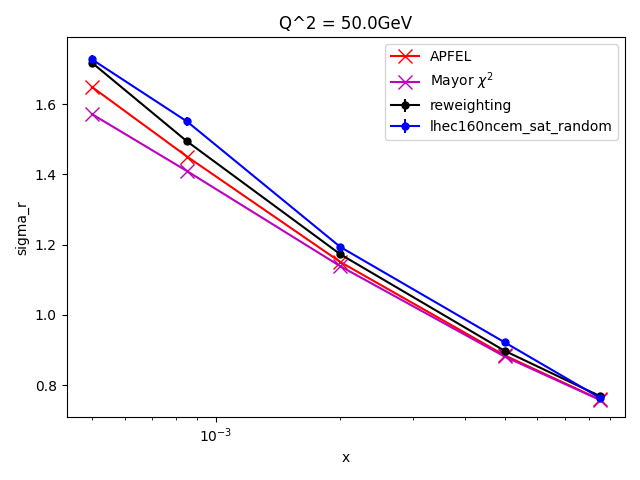 Q^2 = 50.0GeV
APFEL
Mayor χ²
reweighting
lhec160ncem_sat_random
sigma_r
1.6
1.4
1.2
1.0
0.8
10⁻³
x